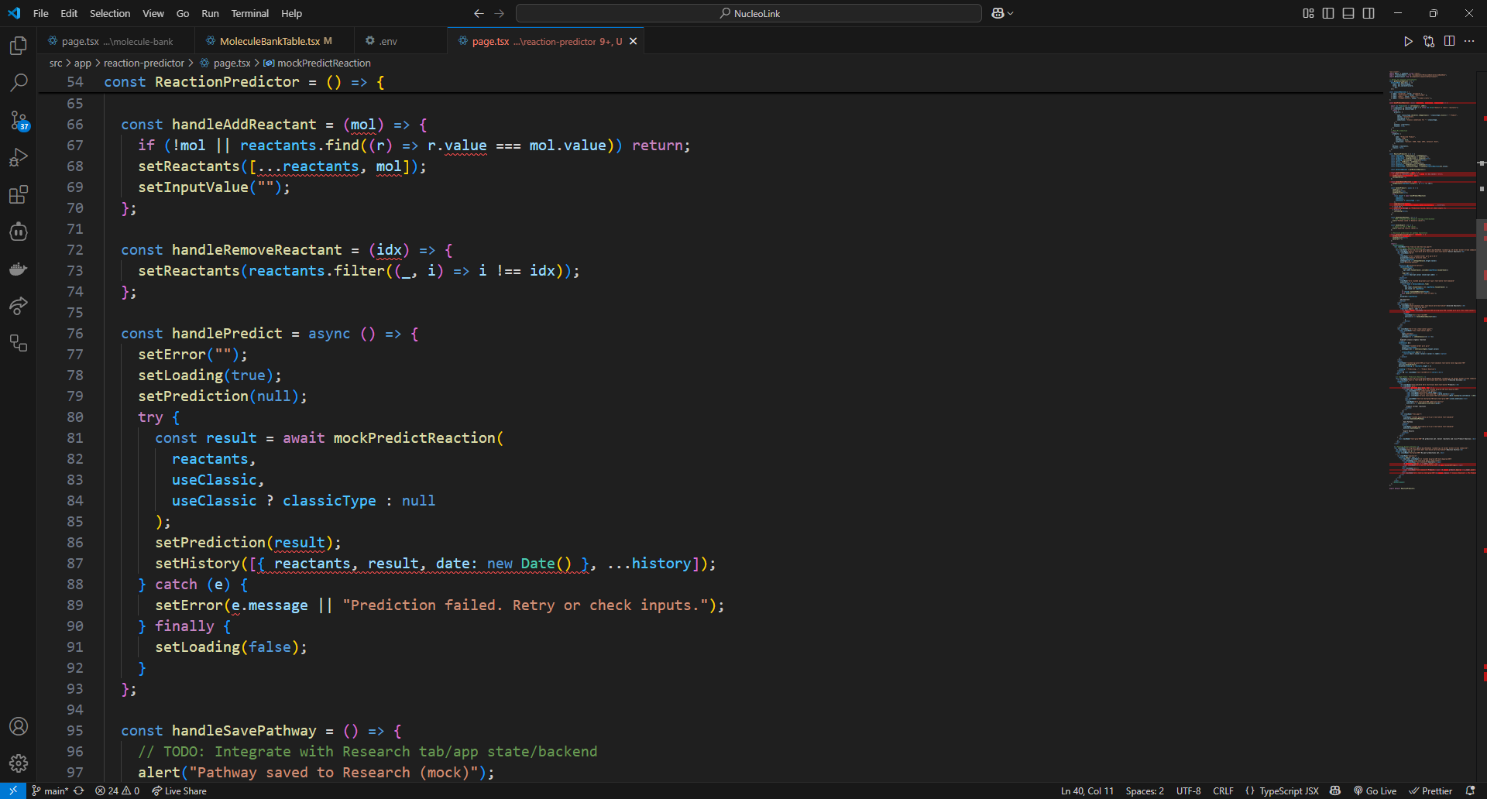 File Edit Selection View Go Run Terminal Help
NucleoLink
page.tsx ...\molecule-bank
MoleculeBankTable.tsx M
.env
page.tsx ...\reaction-predictor 9+, U
src > app > reaction-predictor > page.tsx > mockPredictReaction
54 const ReactionPredictor = () => {
65
66 const handleAddReactant = (mol) => {
67 if (!mol || reactants.find((r) => r.value === mol.value)) return;
68 setReactants([...reactants, mol]);
69 setInputValue("");
70 };
71
72 const handleRemoveReactant = (idx) => {
73 setReactants(reactants.filter((_, i) => i !== idx));
74 };
75
76 const handlePredict = async () => {
77 setError("");
78 setLoading(true);
79 setPrediction(null);
80 try {
81 const result = await mockPredictReaction(
82 reactants,
83 useClassic,
84 useClassic ? classicType : null
85 );
86 setPrediction(result);
87 setHistory([{ reactants, result, date: new Date() }, ...history]);
88 } catch (e) {
89 setError(e.message || "Prediction failed. Retry or check inputs.");
90 } finally {
91 setLoading(false);
92 }
93 };
94
95 const handleSavePathway = () => {
96 // TODO: Integrate with Research tab/app state/backend
97 alert("Pathway saved to Research (mock)");
37
main* 24 0 Live Share
Ln 40, Col 11 Spaces: 2 UTF-8 CRLF {} TypeScript JSX Go Live Prettier